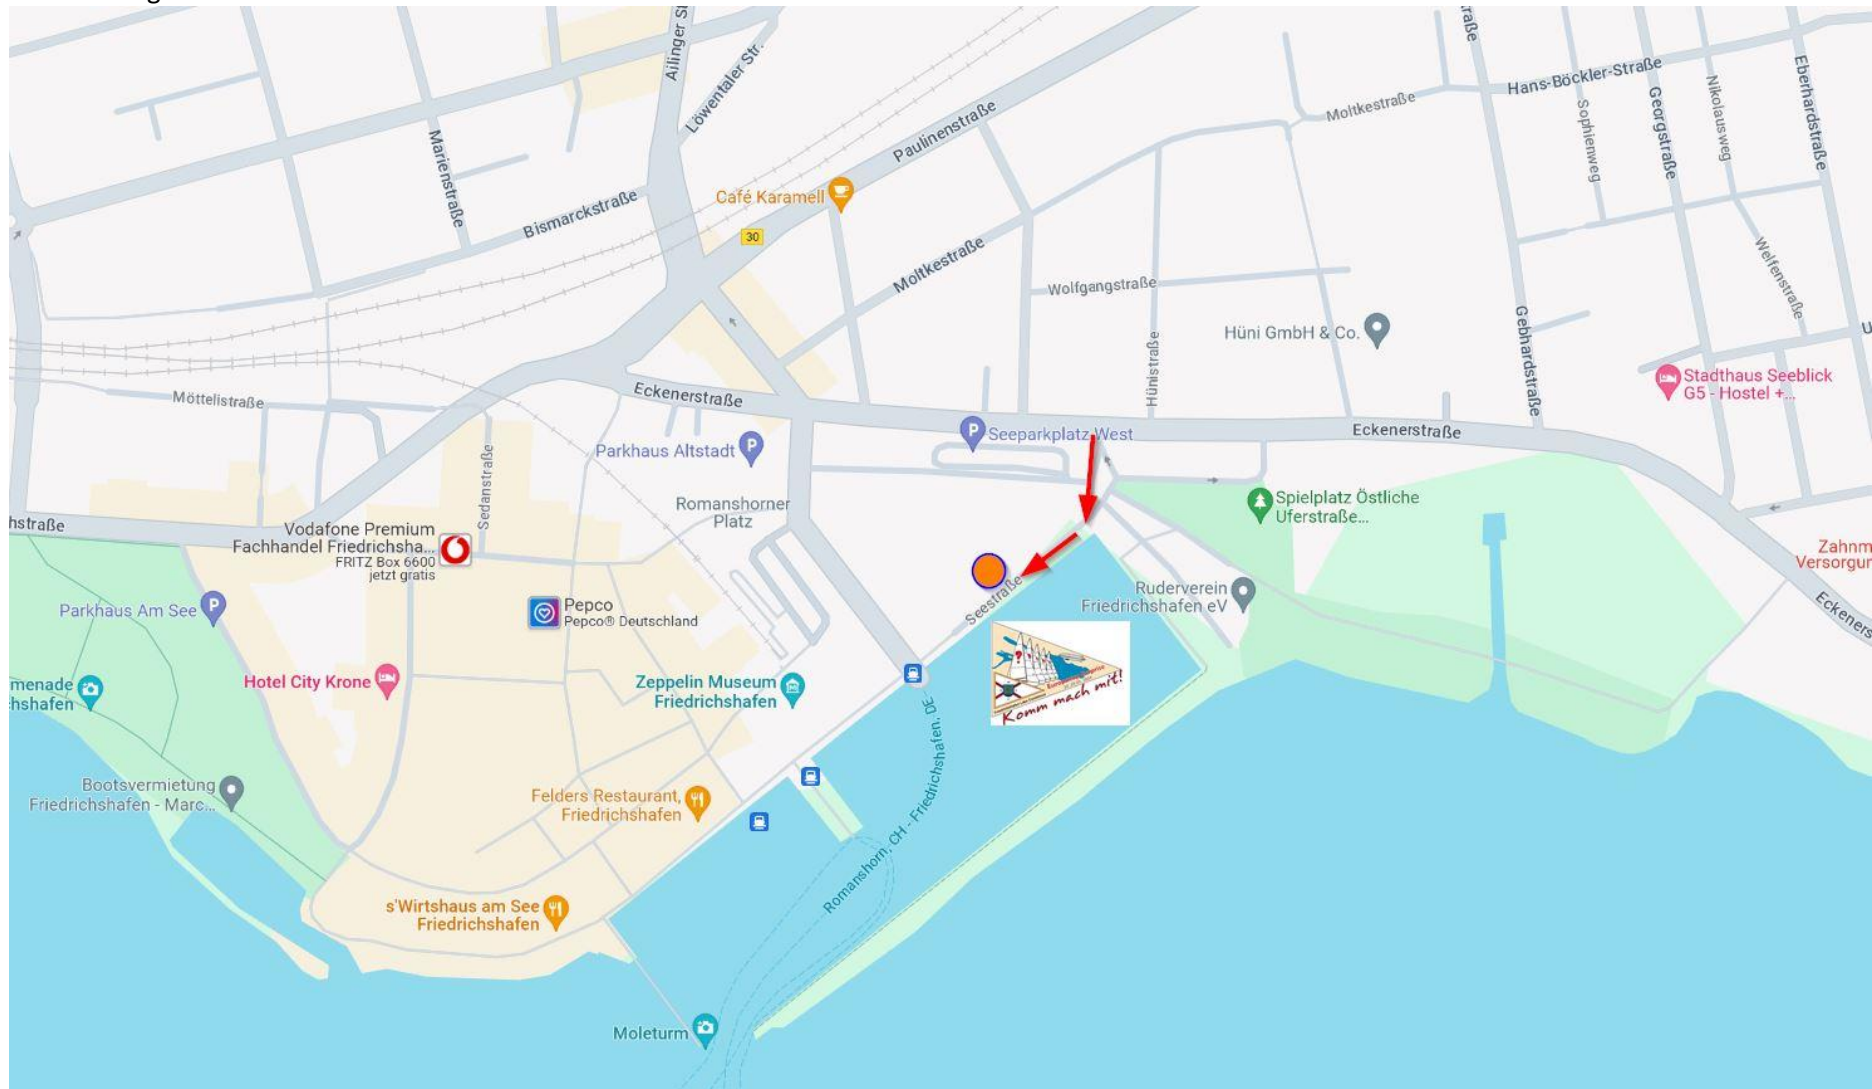 Ailinger St
Löwentaler Str.
Marienstraße
Bismarckstraße
Paulinenstraße
Café Karamell
30
Moltkestraße
Moltkestraße
Hans-Böckler-Straße
raße
Sophienweg
Georgstraße
Nikolausweg
Eberhardstraße
Welfenstraße
Wolfgangstraße
Hünistraße
Hüni GmbH & Co.
Gebhardstraße
U
Stadthaus Seeblick
G5 - Hostel +...
Möttelistraße
Eckenerstraße
Eckenerstraße
Seeparkplatz West
Parkhaus Altstadt
Sedanstraße
Romanshorner
Platz
Spielplatz Östliche
Uferstraße...
hstraße
Vodafone Premium
Fachhandel Friedrichsha...
FRITZ Box 6600
jetzt gratis
Zahnm
Versorgun
Parkhaus Am See
Pepco
Pepco® Deutschland
Seestraße
Ruderverein
Friedrichshafen eV
Eckeners
Komm mach mit!
menade
chshafen
Hotel City Krone
Zeppelin Museum
Friedrichshafen
Bootsvermietung
Friedrichshafen - Marc...
Felders Restaurant,
Friedrichshafen
Romanshorn, CH - Friedrichshafen, DE
s'Wirtshaus am See
Friedrichshafen
Moleturm